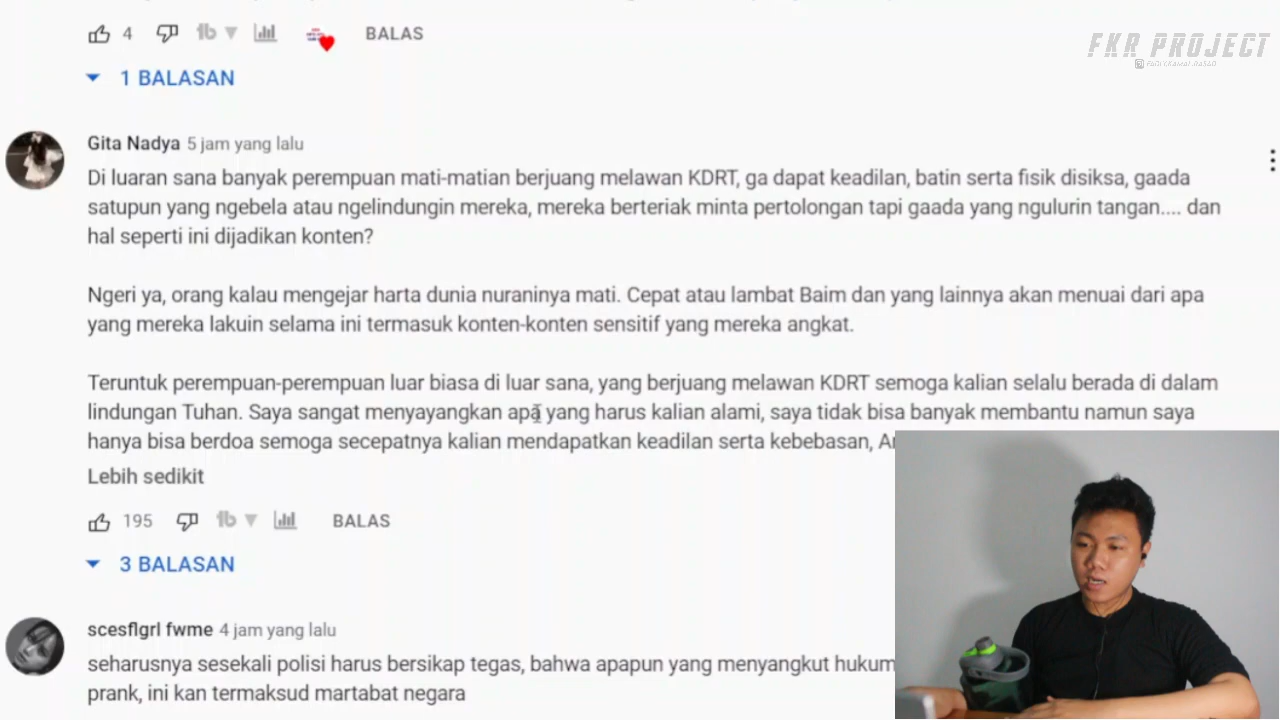 4 BALAS
FKR PROJECT
1 BALASAN
Gita Nadya 5 jam yang lalu
Di luaran sana banyak perempuan mati-matian berjuang melawan KDRT, ga dapat keadilan, batin serta fisik disiksa, gaada
satupun yang ngebela atau ngelindungin mereka, mereka berteriak minta pertolongan tapi gaada yang ngulurin tangan.... dan
hal seperti ini dijadikan konten?
Ngeri ya, orang kalau mengejar harta dunia nuraninya mati. Cepat atau lambat Baim dan yang lainnya akan menuai dari apa
yang mereka lakuin selama ini termasuk konten-konten sensitif yang mereka angkat.
Teruntuk perempuan-perempuan luar biasa di luar sana, yang berjuang melawan KDRT semoga kalian selalu berada di dalam
lindungan Tuhan. Saya sangat menyayangkan apa yang harus kalian alami, saya tidak bisa banyak membantu namun saya
hanya bisa berdoa semoga secepatnya kalian mendapatkan keadilan serta kebebasan,
Lebih sedikit
195 BALAS
3 BALASAN
scesflgrl fwme 4 jam yang lalu
seharusnya sesekali polisi harus bersikap tegas, bahwa apapun yang menyangkut hukum
prank, ini kan termaksud martabat negara